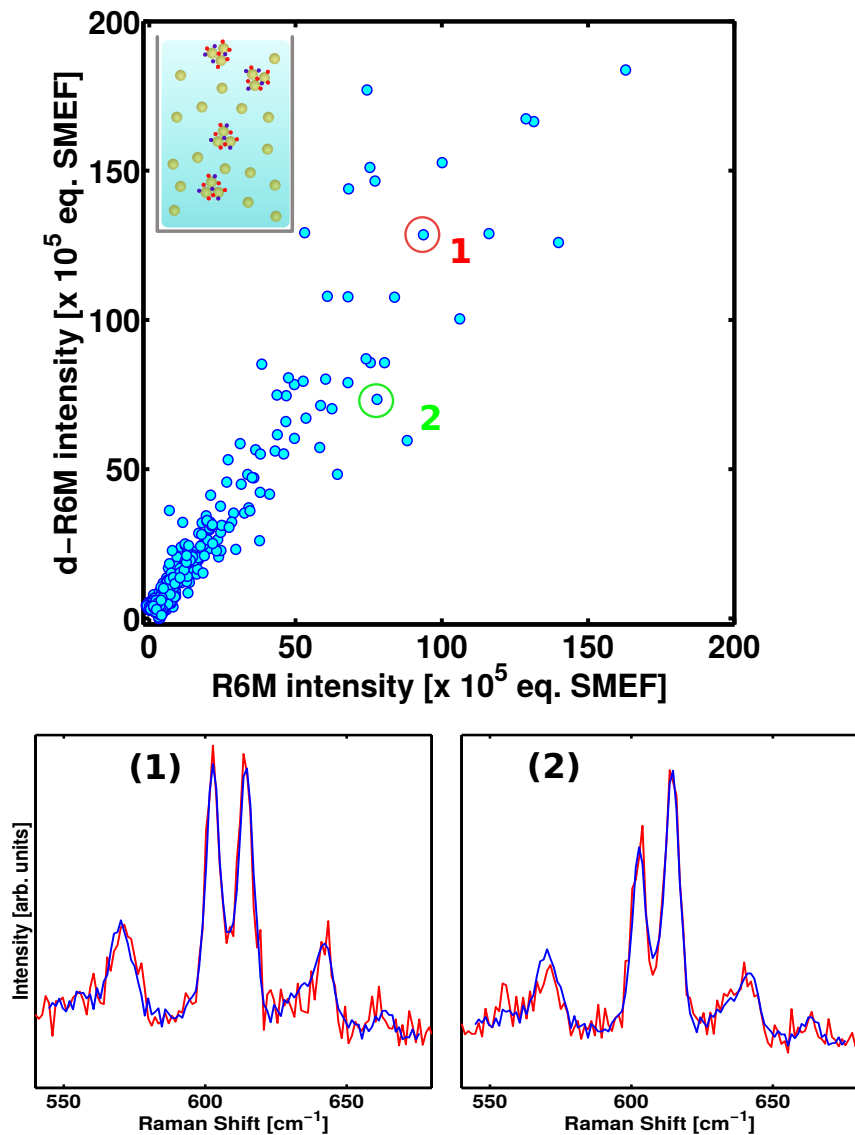 200
150
100
50
0
d-R6M intensity [x 10⁵ eq. SMEF]
1
2
0 50 100 150 200
R6M intensity [x 10⁵ eq. SMEF]
(1) (2)
Intensity [arb. units]
550 600 650 550 600 650
Raman Shift [cm⁻¹] Raman Shift [cm⁻¹]